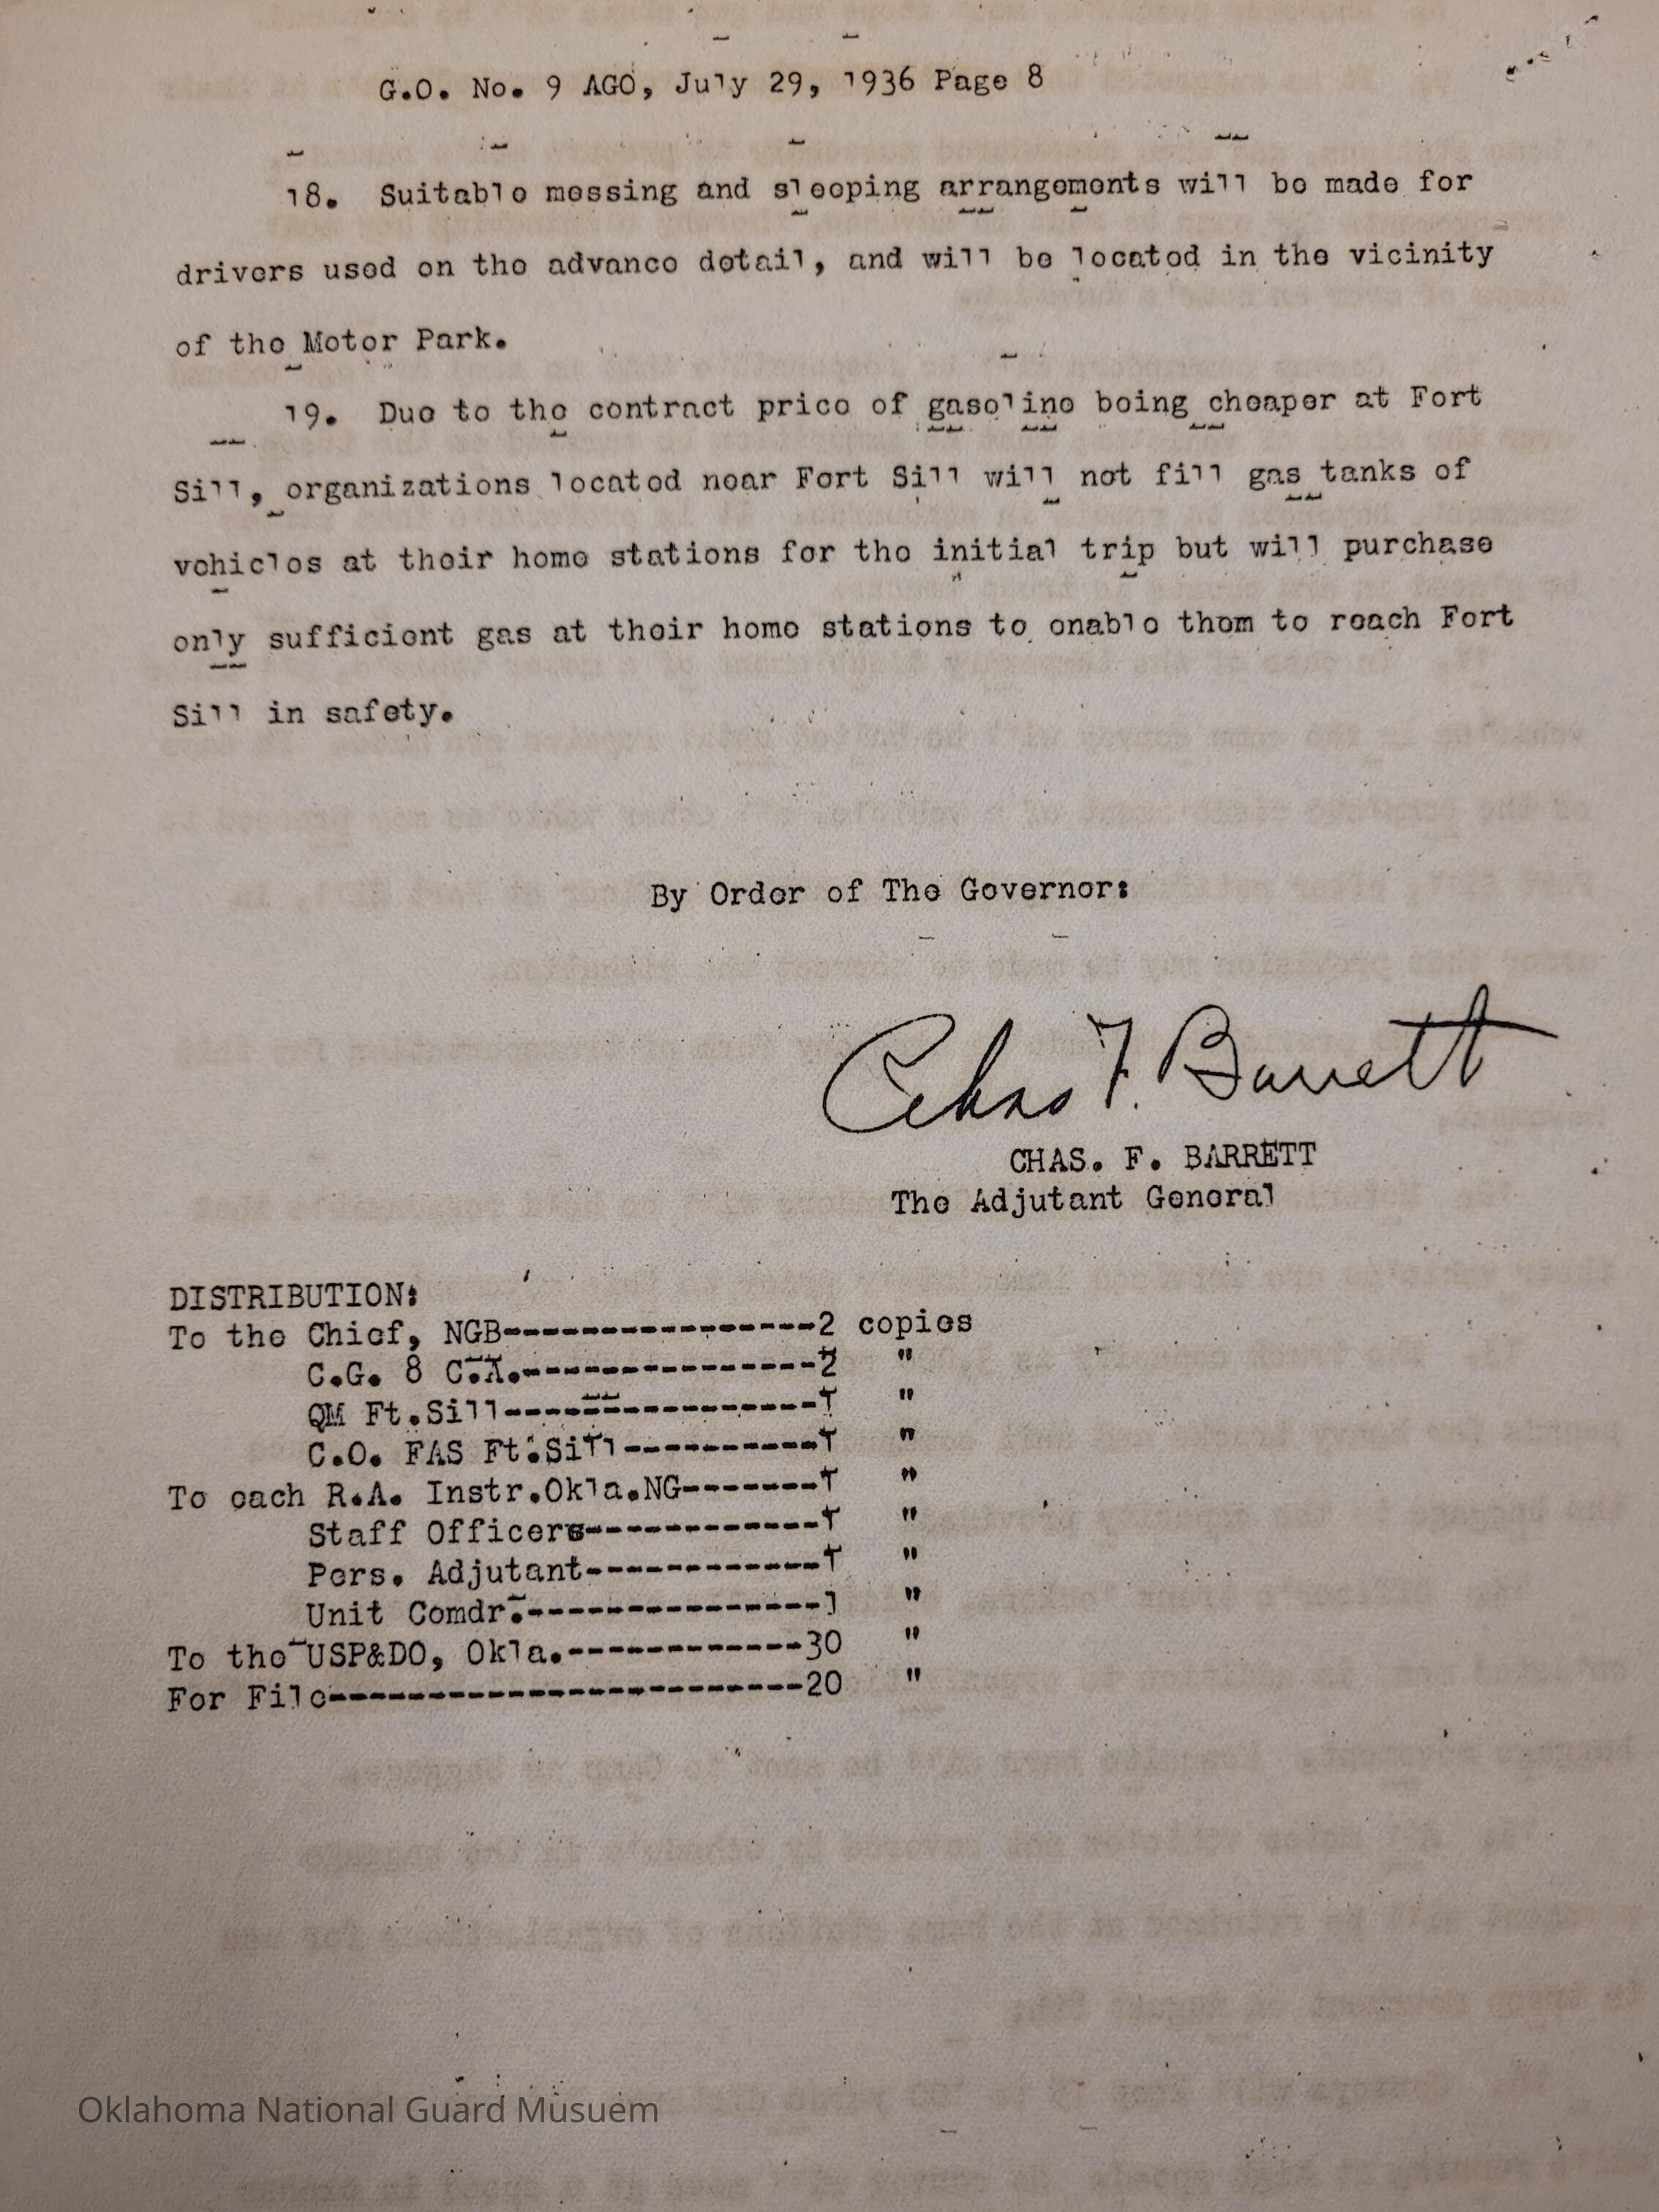 G.O. No. 9 AGO, July 29, 1936 Page 8
18. Suitable messing and sleeping arrangements will be made for
drivers used on the advance detail, and will be located in the vicinity
of the Motor Park.
19. Due to the contract price of gasoline being cheaper at Fort
Sill, organizations located near Fort Sill will not fill gas tanks of
vehicles at their home stations for the initial trip but will purchase
only sufficient gas at their home stations to enable them to reach Fort
Sill in safety.
By Order of The Governor:
Chas F. Barrett
CHAS. F. BARRETT
The Adjutant General
DISTRIBUTION:
To the Chief, NGB----------------2 copies
C.G. 8 C.A.---------------2 "
QM Ft.Sill----------------1 "
C.O. FAS Ft.Sill----------1 "
To each R.A. Instr.Okla.NG-------1 "
Staff Officers------------1 "
Pers. Adjutant------------1 "
Unit Comdr.---------------1 "
To the USP&DO, Okla.------------30 "
For File------------------------20 "
Oklahoma National Guard Musuem